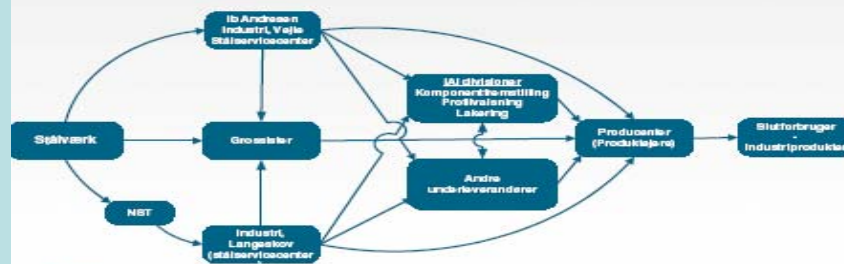 Ib Andresen
Industri, Vejle
Stålservicecenter
IAI divisioner
Komponentfremstilling
Profilvalsning
Lakering
Stålværk
Grossister
Producenter
(Produktejere)
Slutforbruger
-
Industriprodukter
Andre
underleverandører
NST
Industri,
Langeskov
(stålservicecenter